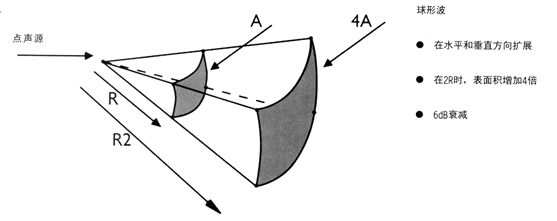 点声源
A
4A
R
R2
球形波
● 在水平和垂直方向扩展
● 在2R时，表面积增加4倍
● 6dB衰减